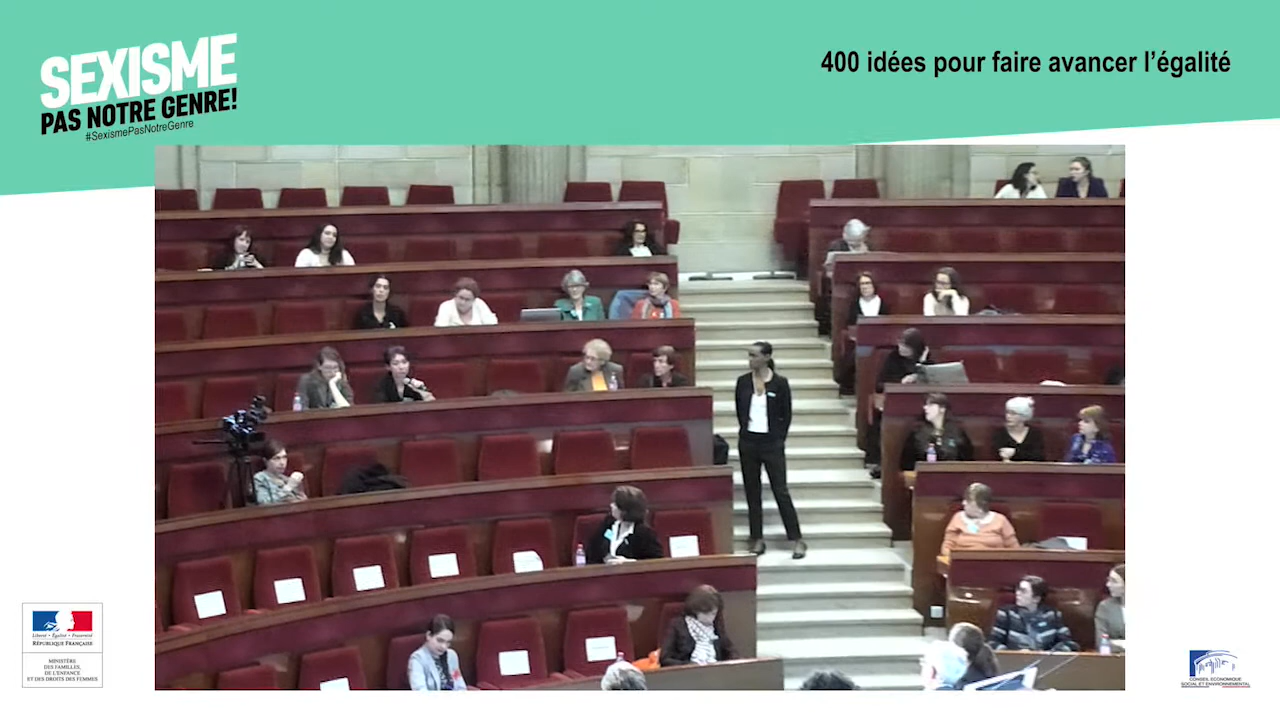 SEXISME
PAS NOTRE GENRE!
#SexismePasNotreGenre
400 idées pour faire avancer l'égalité
Liberté • Égalité • Fraternité
RÉPUBLIQUE FRANÇAISE
MINISTÈRE
DES FAMILLES,
DE L'ENFANCE
ET DES DROITS DES FEMMES
CONSEIL ECONOMIQUE
SOCIAL ET ENVIRONNEMENTAL